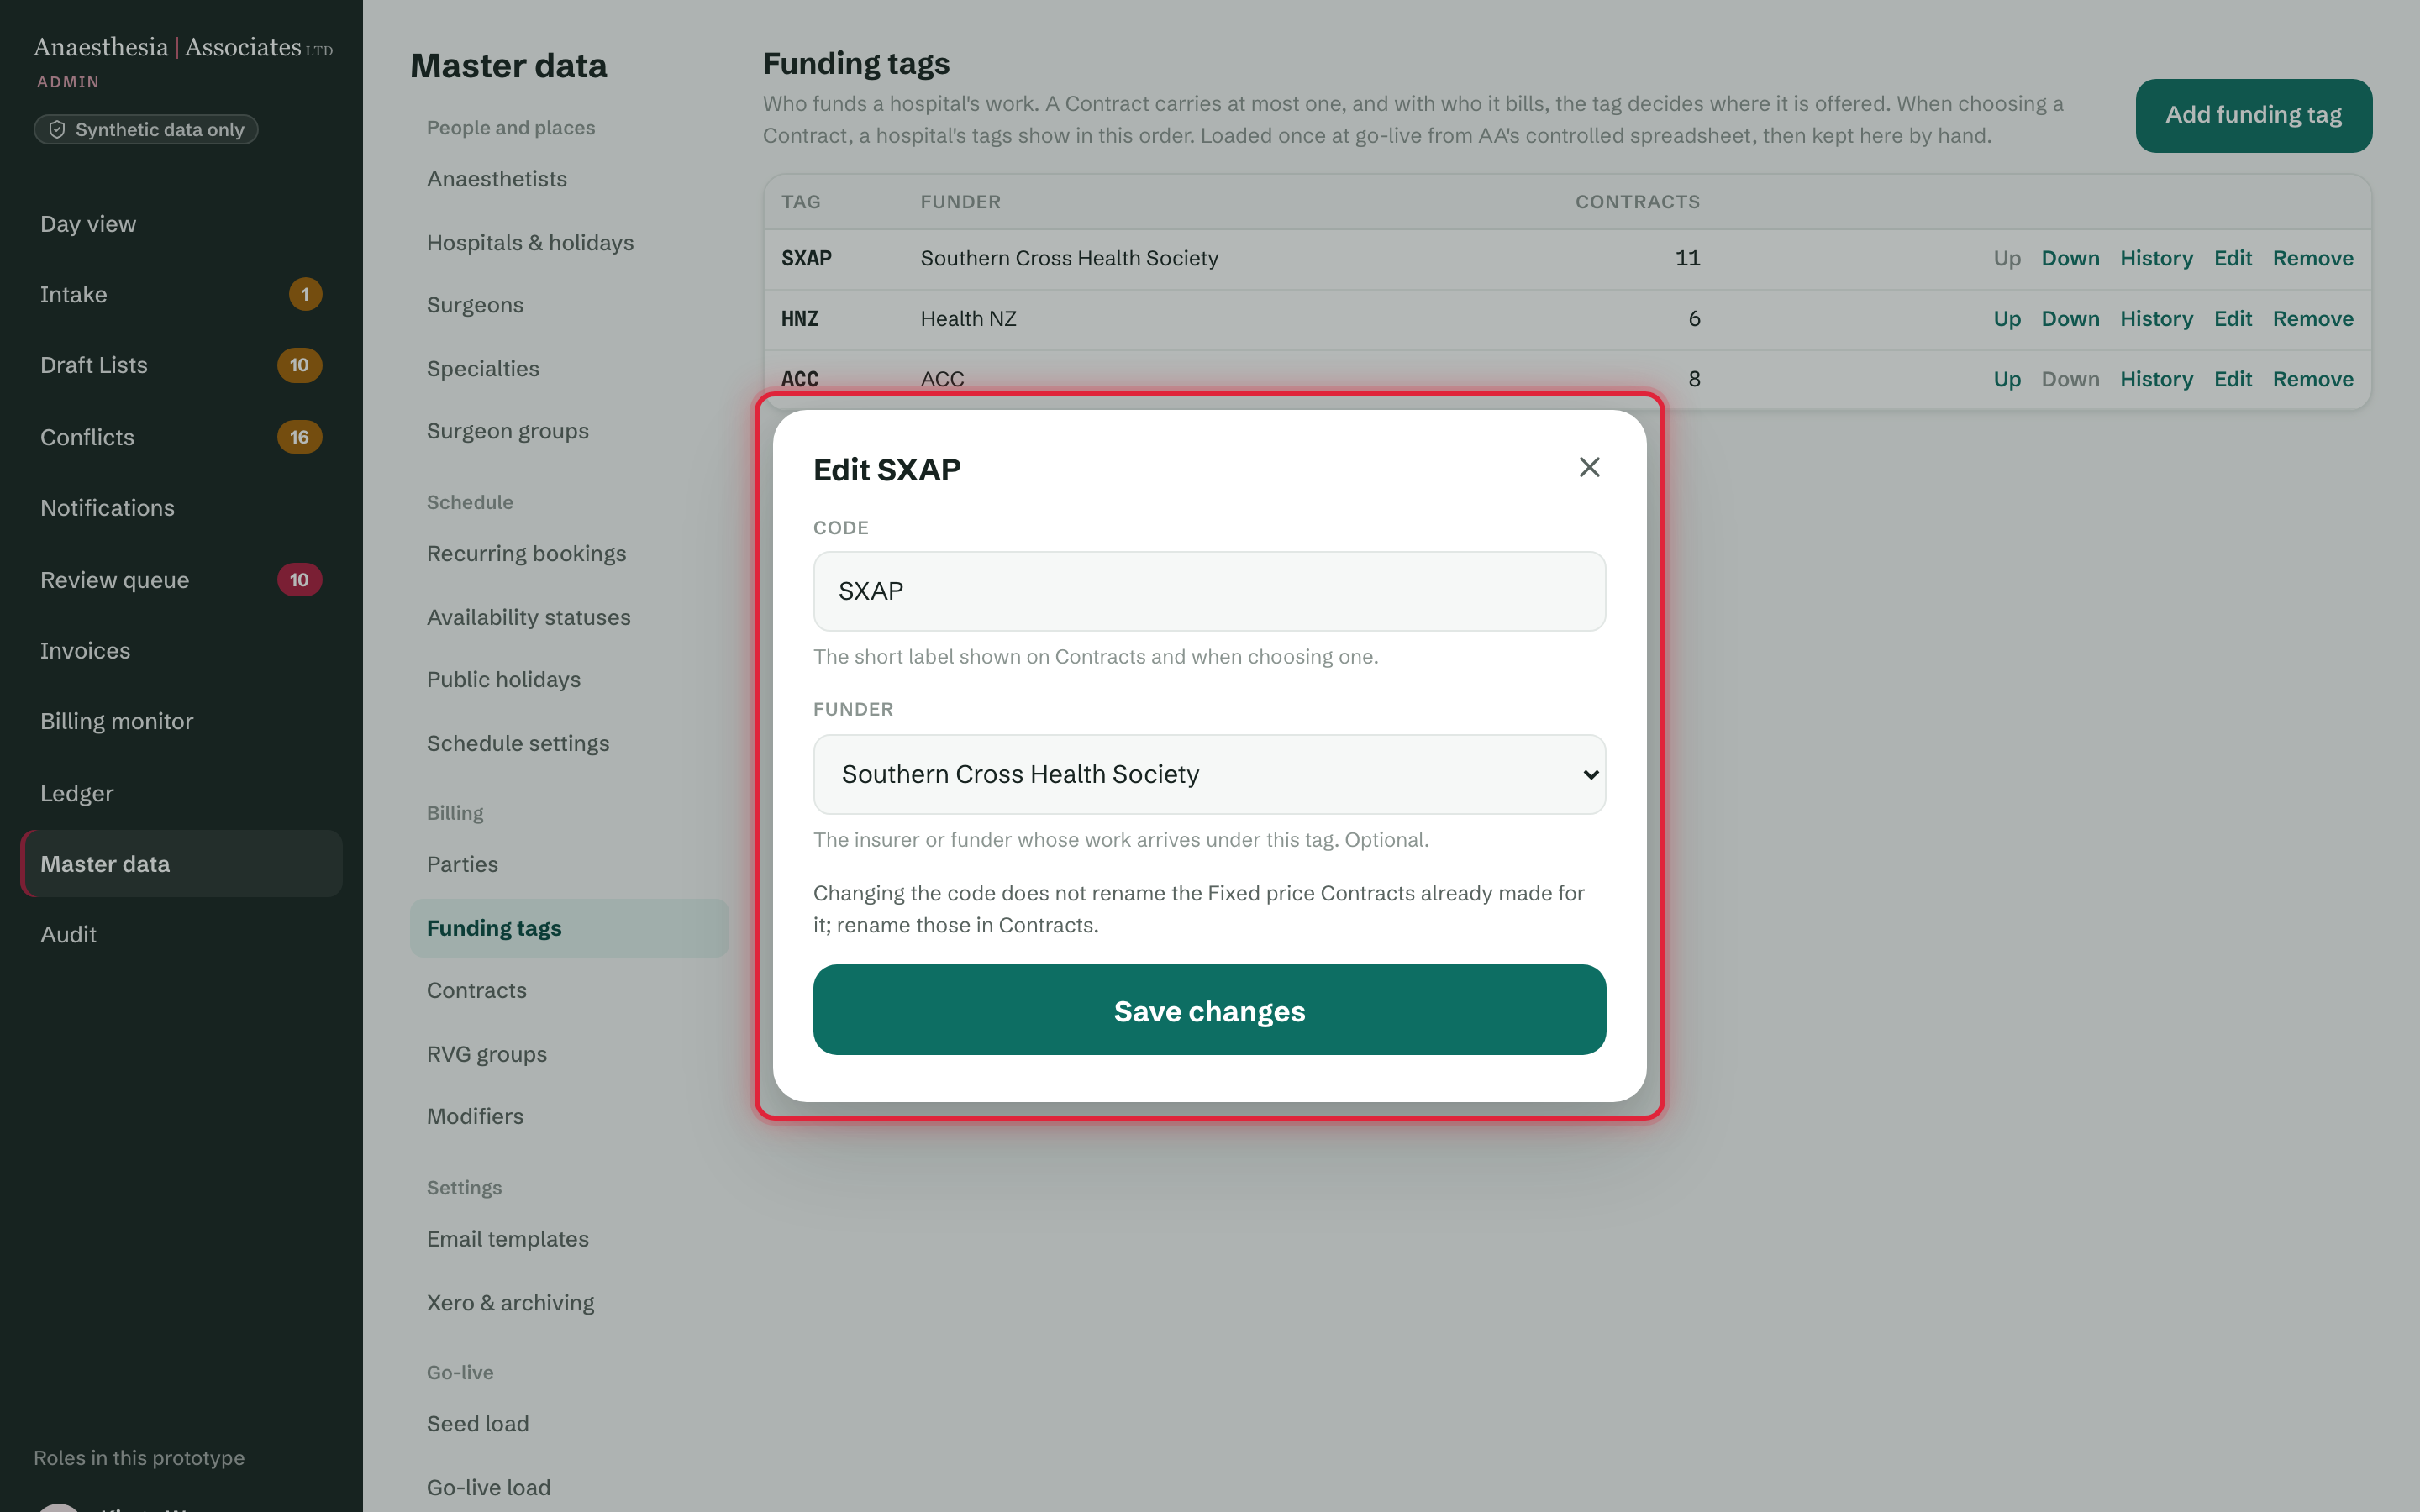 Anaesthesia | Associates LTD
ADMIN
Synthetic data only
Day view
Intake 1
Draft Lists 10
Conflicts 16
Notifications
Review queue 10
Invoices
Billing monitor
Ledger
Master data
Audit
Roles in this prototype
Master data
People and places
Anaesthetists
Hospitals & holidays
Surgeons
Specialties
Surgeon groups
Schedule
Recurring bookings
Availability statuses
Public holidays
Schedule settings
Billing
Parties
Funding tags
Contracts
RVG groups
Modifiers
Settings
Email templates
Xero & archiving
Go-live
Seed load
Go-live load
Funding tags
Who funds a hospital's work. A Contract carries at most one, and with who it bills, the tag decides where it is offered. When choosing a
Contract, a hospital's tags show in this order. Loaded once at go-live from AA's controlled spreadsheet, then kept here by hand.
Add funding tag
TAG FUNDER CONTRACTS
SXAP Southern Cross Health Society 11 Up Down History Edit Remove
HNZ Health NZ 6 Up Down History Edit Remove
ACC ACC 8 Up Down History Edit Remove
Edit SXAP
CODE
SXAP
The short label shown on Contracts and when choosing one.
FUNDER
Southern Cross Health Society
The insurer or funder whose work arrives under this tag. Optional.
Changing the code does not rename the Fixed price Contracts already made for
it; rename those in Contracts.
Save changes